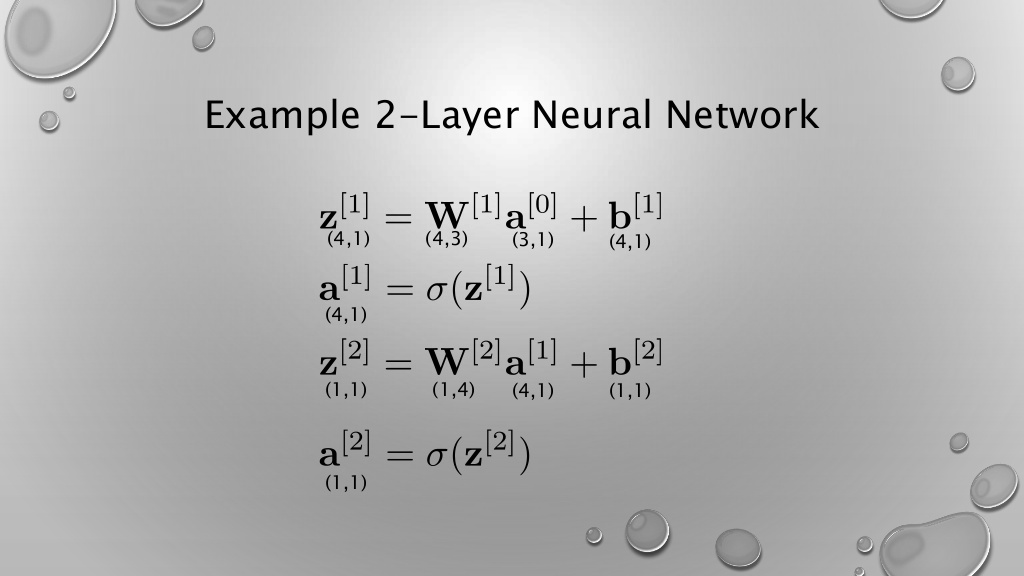 Example 2-Layer Neural Network
z^[1] = W^[1]a^[0] + b^[1]
(4,1) (4,3) (3,1) (4,1)
a^[1] = σ(z^[1])
(4,1)
z^[2] = W^[2]a^[1] + b^[2]
(1,1) (1,4) (4,1) (1,1)
a^[2] = σ(z^[2])
(1,1)